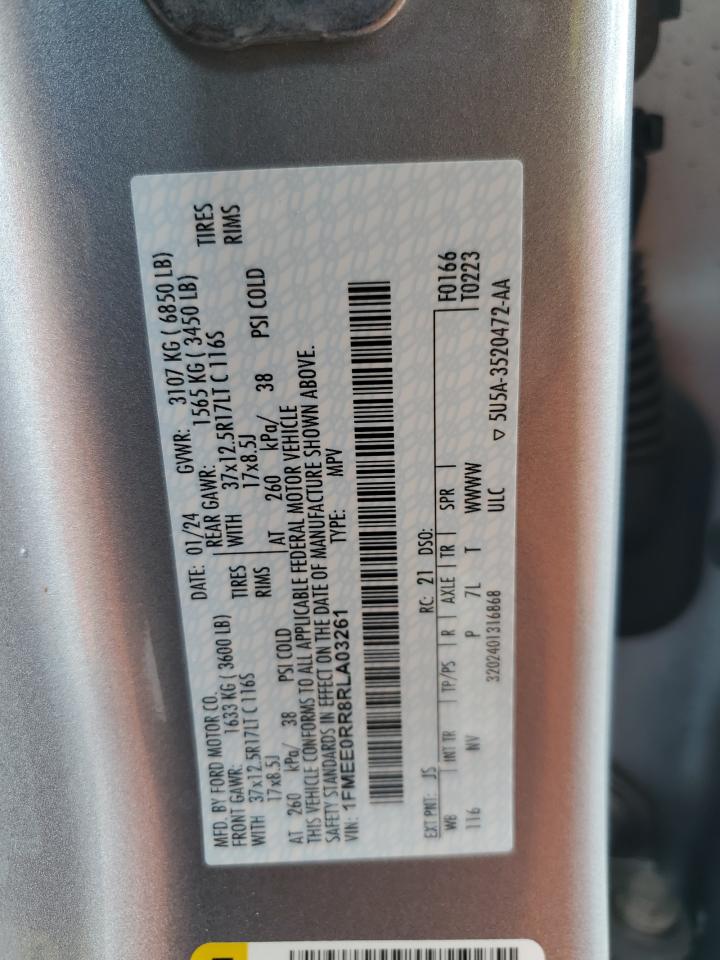 MFD. BY FORD MOTOR CO.
DATE: 01/24 GVWR: 3107 KG ( 6850 LB)
FRONT GAWR: 1633 KG ( 3600 LB)
REAR GAWR: 1565 KG ( 3450 LB)
WITH 37x12.5R17LT C 116S TIRES
WITH 37x12.5R17LT C 116S TIRES
17x8.5J RIMS
17x8.5J RIMS
AT 260 kPa/ 38 PSI COLD
AT 260 kPa/ 38 PSI COLD
THIS VEHICLE CONFORMS TO ALL APPLICABLE FEDERAL MOTOR VEHICLE
SAFETY STANDARDS IN EFFECT ON THE DATE OF MANUFACTURE SHOWN ABOVE.
VIN: 1FMEE0RR8RLA03261 TYPE: MPV
EXT PNT: JS RC: 21 DSO: F0166
WB INT TR TP/PS R AXLE TR SPR T0223
116 NV P 7L T WWWW
3202401316868 ULC ▽ 5U5A-3520472-AA